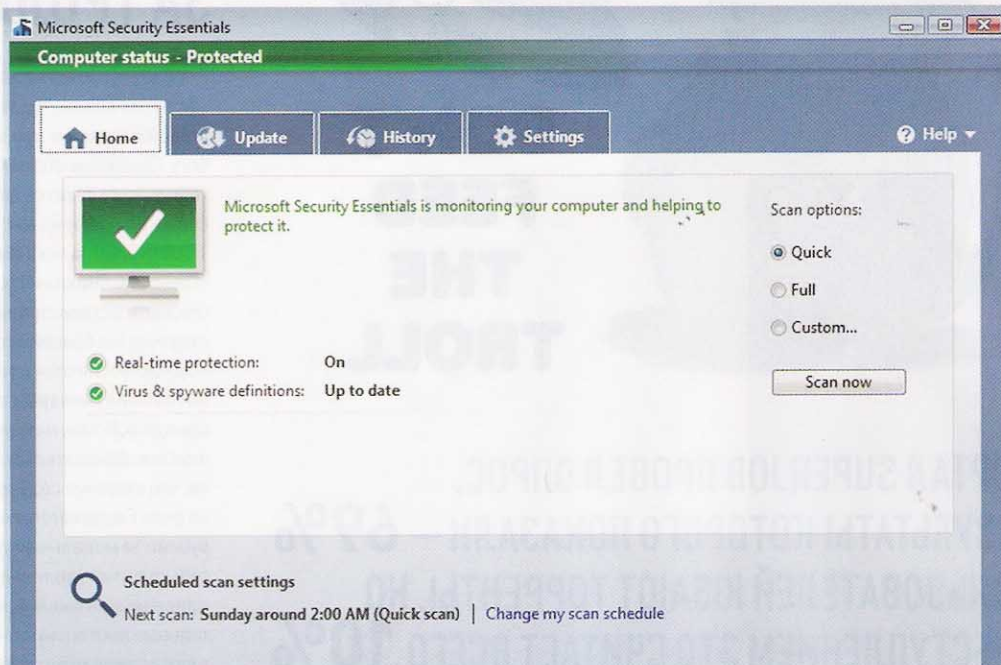 Microsoft Security Essentials
Computer status - Protected
Home
Update
History
Settings
Help
Microsoft Security Essentials is monitoring your computer and helping to
protect it.
Scan options:
Quick
Full
Custom...
Scan now
Real-time protection: On
Virus & spyware definitions: Up to date
Scheduled scan settings
Next scan: Sunday around 2:00 AM (Quick scan) | Change my scan schedule